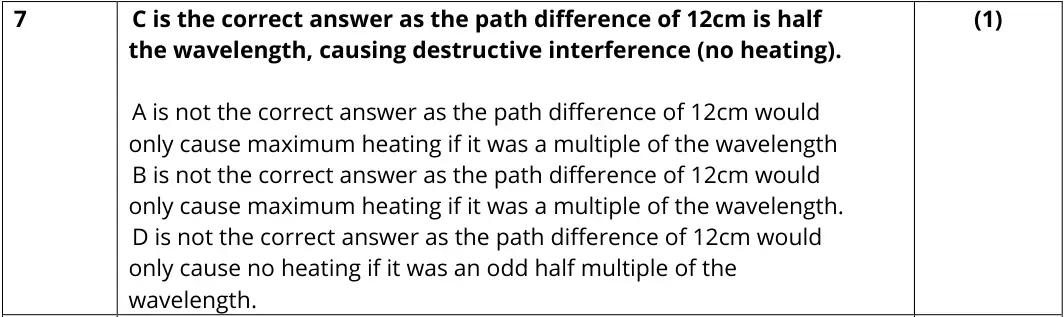 7 C is the correct answer as the path difference of 12cm is half (1)
the wavelength, causing destructive interference (no heating).
A is not the correct answer as the path difference of 12cm would
only cause maximum heating if it was a multiple of the wavelength
B is not the correct answer as the path difference of 12cm would
only cause maximum heating if it was a multiple of the wavelength.
D is not the correct answer as the path difference of 12cm would
only cause no heating if it was an odd half multiple of the
wavelength.